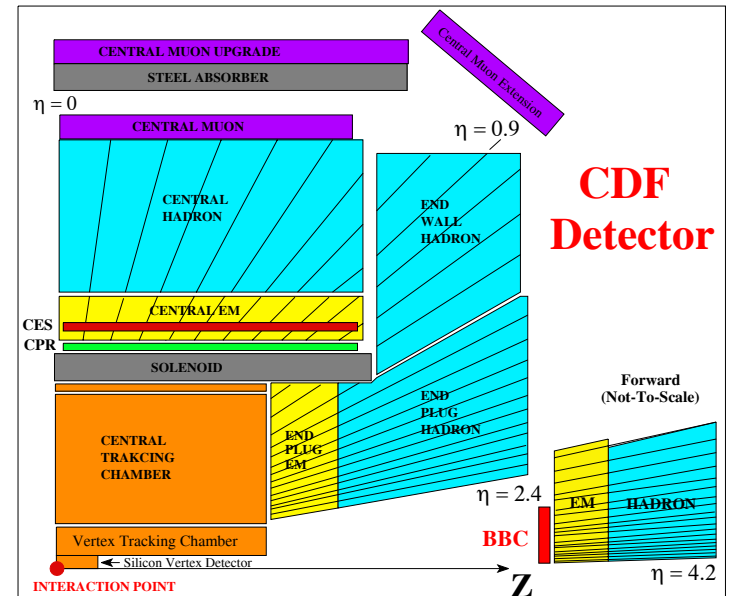 CENTRAL MUON UPGRADE
STEEL ABSORBER
Central Muon Extension
η = 0
CENTRAL MUON
η = 0.9
CDF
Detector
CENTRAL
HADRON
END
WALL
HADRON
CENTRAL EM
CES
CPR
SOLENOID
Forward
(Not-To-Scale)
CENTRAL
TRAKCING
CHAMBER
END
PLUG
EM
END
PLUG
HADRON
η = 2.4
EM
HADRON
BBC
Vertex Tracking Chamber
Silicon Vertex Detector
Z
η = 4.2
INTERACTION POINT